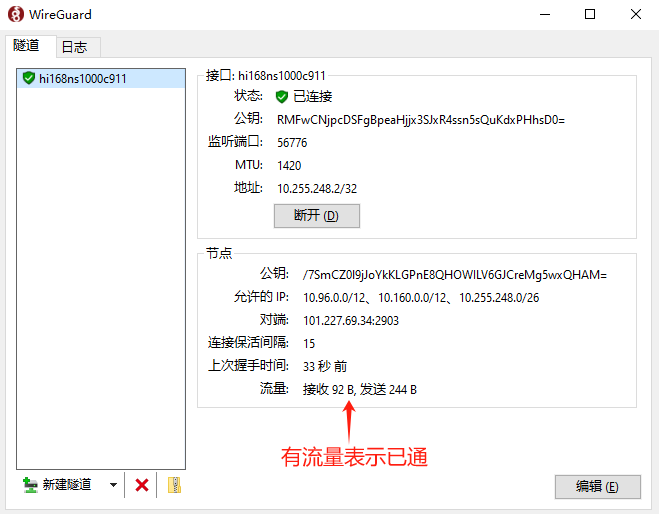 WireGuard
隧道 日志
hi168ns1000c911
接口: hi168ns1000c911
状态: 已连接
公钥: RMFwCNjpcDSFgBpeaHjjx3SJxR4ssn5sQuKdxPHhsD0=
监听端口: 56776
MTU: 1420
地址: 10.255.248.2/32
断开 (D)
节点
公钥: /7SmCZ0I9jJoYkKLGPnE8QHOWILV6GJCreMg5wxQHAM=
允许的 IP: 10.96.0.0/12、10.160.0.0/12、10.255.248.0/26
对端: 101.227.69.34:2903
连接保活间隔: 15
上次握手时间: 33 秒 前
流量: 接收 92 B, 发送 244 B
有流量表示已通
新建隧道
编辑 (E)